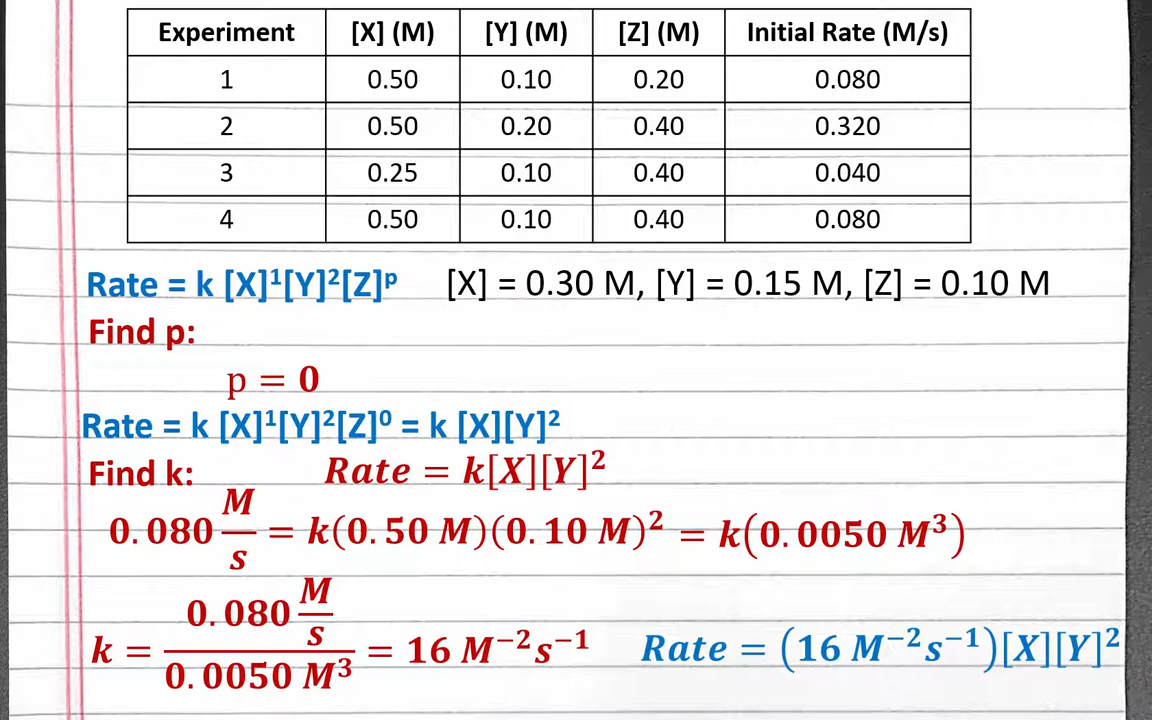 Experiment [X] (M) [Y] (M) [Z] (M) Initial Rate (M/s)
1 0.50 0.10 0.20 0.080
2 0.50 0.20 0.40 0.320
3 0.25 0.10 0.40 0.040
4 0.50 0.10 0.40 0.080
Rate = k [X]¹[Y]²[Z]ᵖ [X] = 0.30 M, [Y] = 0.15 M, [Z] = 0.10 M
Find p:
p = 0
Rate = k [X]¹[Y]²[Z]⁰ = k [X][Y]²
Find k: Rate = k[X][Y]²
0.080 M/s = k(0.50 M)(0.10 M)² = k(0.0050 M³)
k = 0.080 M/s / 0.0050 M³ = 16 M⁻²s⁻¹ Rate = (16 M⁻²s⁻¹)[X][Y]²